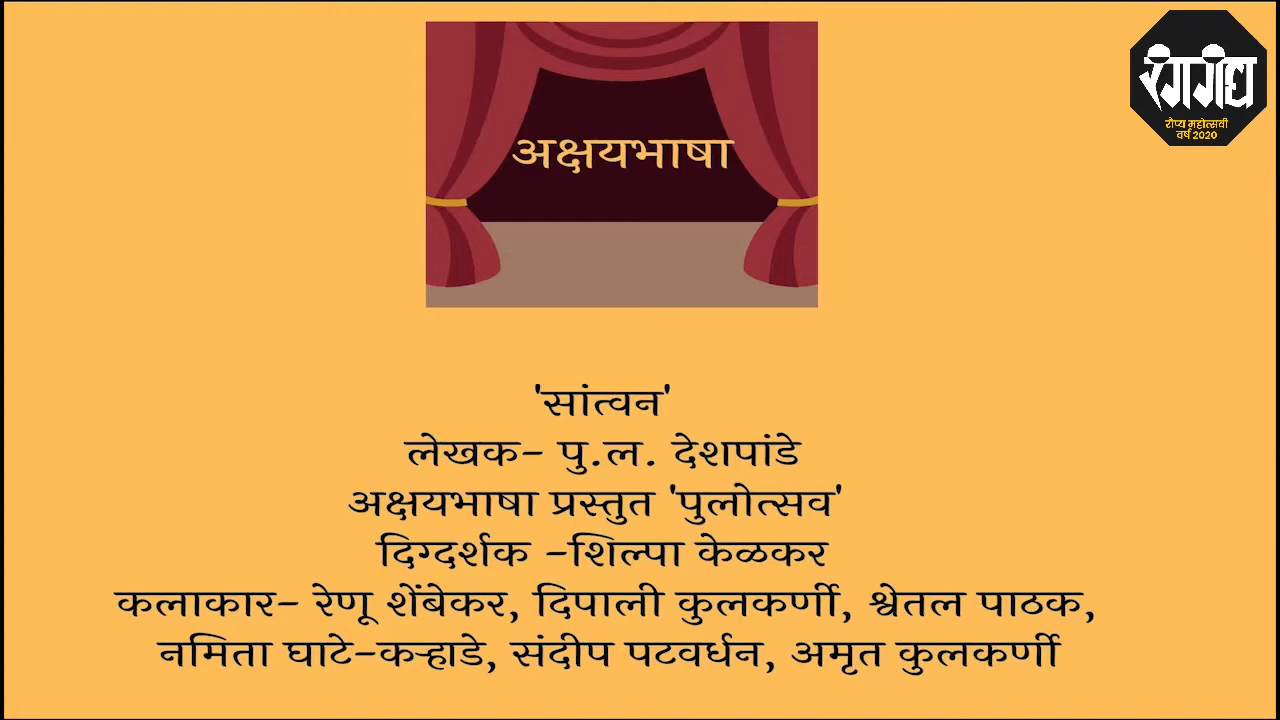 रंगगंध
रौप्य महोत्सवी
वर्ष 2020
अक्षयभाषा
'सांत्वन'
लेखक- पु.ल. देशपांडे
अक्षयभाषा प्रस्तुत 'पुलोत्सव'
दिग्दर्शक -शिल्पा केळकर
कलाकार- रेणू शेंबेकर, दिपाली कुलकर्णी, श्वेतल पाठक,
नमिता घाटे-कऱ्हाडे, संदीप पटवर्धन, अमृत कुलकर्णी